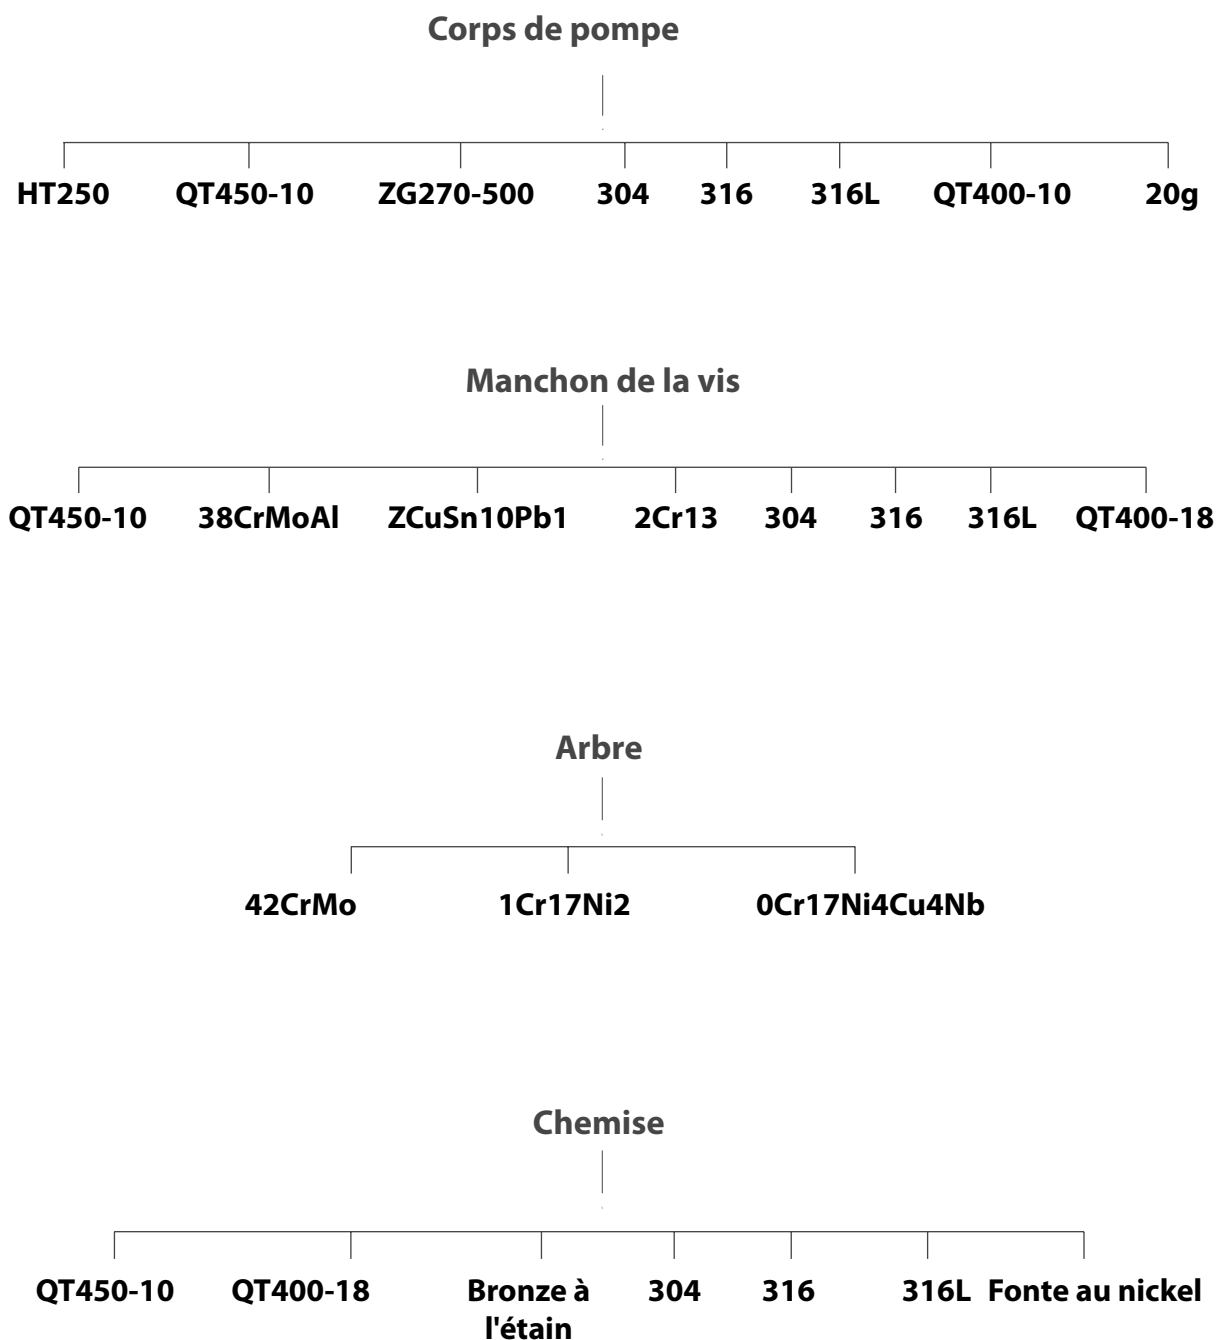 Corps de pompe
HT250 QT450-10 ZG270-500 304 316 316L QT400-10 20g
Manchon de la vis
QT450-10 38CrMoAl ZCuSn10Pb1 2Cr13 304 316 316L QT400-18
Arbre
42CrMo 1Cr17Ni2 0Cr17Ni4Cu4Nb
Chemise
QT450-10 QT400-18 Bronze à 304 316 316L Fonte au nickel
l'étain